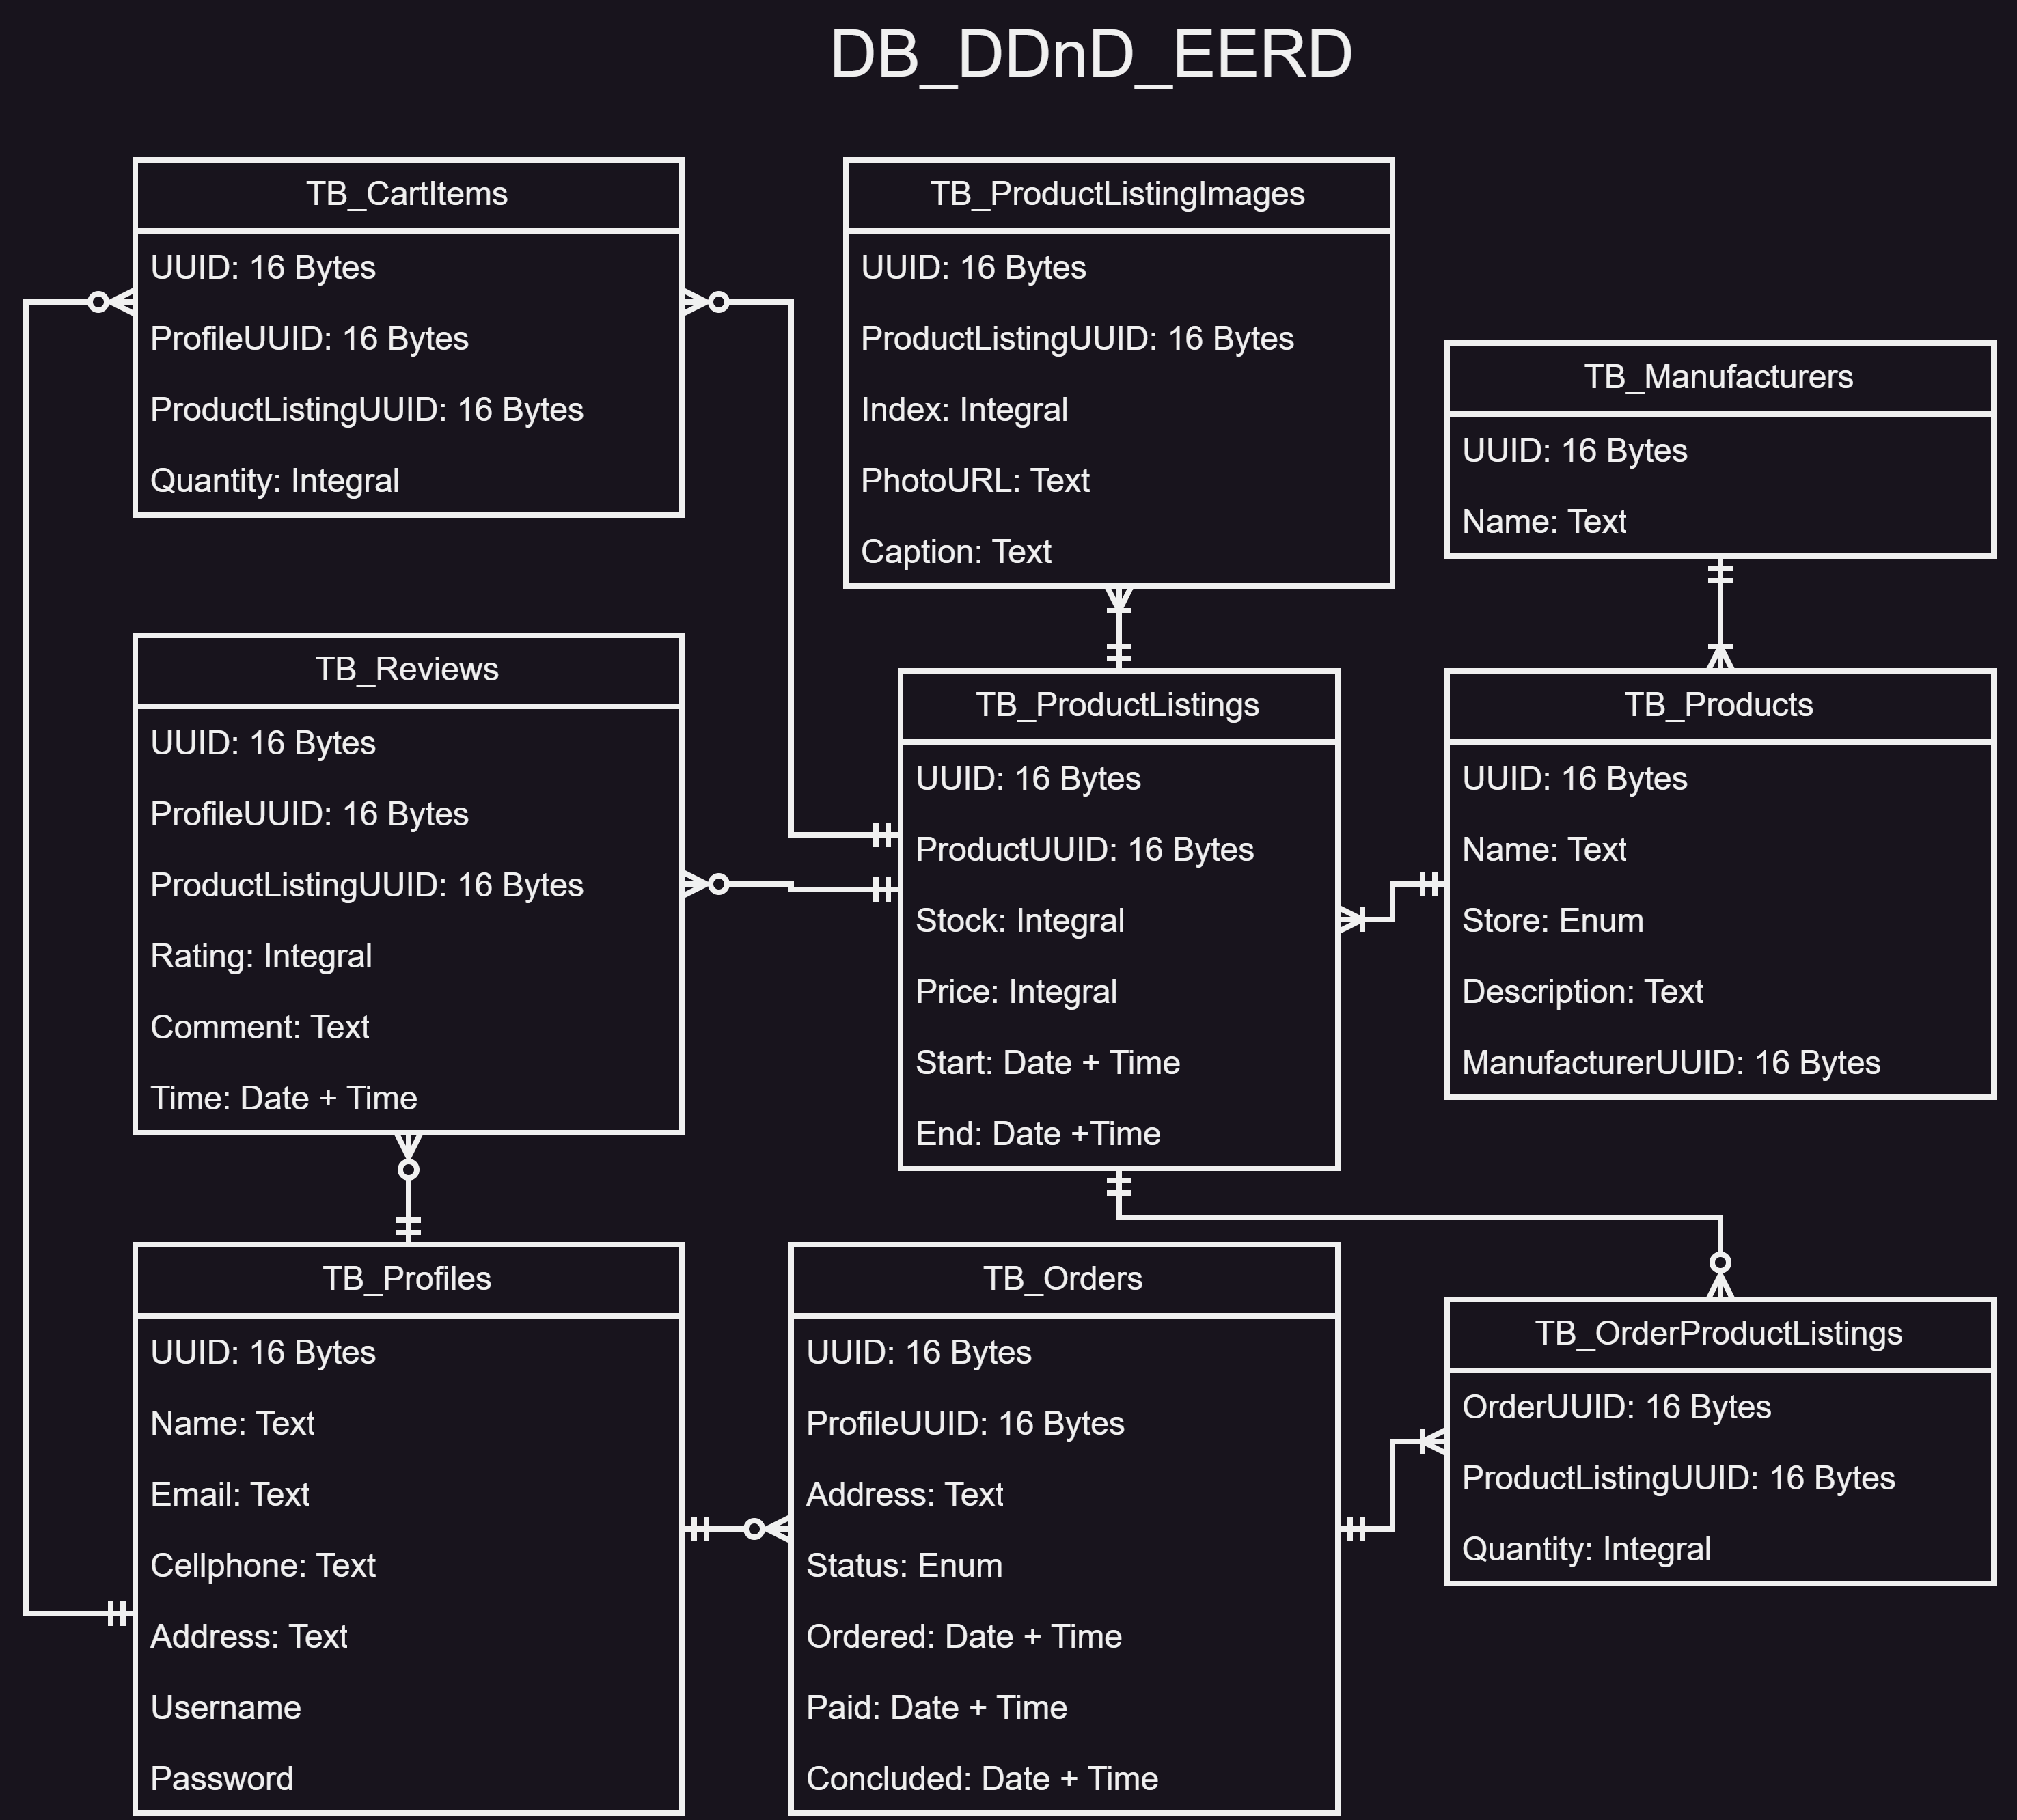 DB_DDnD_EERD
TB_CartItems
UUID: 16 Bytes
ProfileUUID: 16 Bytes
ProductListingUUID: 16 Bytes
Quantity: Integral
TB_ProductListingImages
UUID: 16 Bytes
ProductListingUUID: 16 Bytes
Index: Integral
PhotoURL: Text
Caption: Text
TB_Manufacturers
UUID: 16 Bytes
Name: Text
TB_Reviews
UUID: 16 Bytes
ProfileUUID: 16 Bytes
ProductListingUUID: 16 Bytes
Rating: Integral
Comment: Text
Time: Date + Time
TB_ProductListings
UUID: 16 Bytes
ProductUUID: 16 Bytes
Stock: Integral
Price: Integral
Start: Date + Time
End: Date +Time
TB_Products
UUID: 16 Bytes
Name: Text
Store: Enum
Description: Text
ManufacturerUUID: 16 Bytes
TB_Profiles
UUID: 16 Bytes
Name: Text
Email: Text
Cellphone: Text
Address: Text
Username
Password
TB_Orders
UUID: 16 Bytes
ProfileUUID: 16 Bytes
Address: Text
Status: Enum
Ordered: Date + Time
Paid: Date + Time
Concluded: Date + Time
TB_OrderProductListings
OrderUUID: 16 Bytes
ProductListingUUID: 16 Bytes
Quantity: Integral